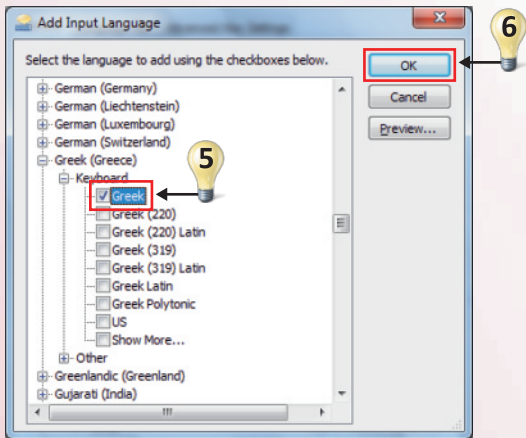 Add Input Language
6
Select the language to add using the checkboxes below.
OK
German (Germany)
Cancel
German (Liechtenstein)
German (Luxembourg)
Preview...
German (Switzerland)
Greek (Greece)
5
Keyboard
Greek
Greek (220)
Greek (220) Latin
Greek (319)
Greek (319) Latin
Greek Latin
Greek Polytonic
US
Show More...
Other
Greenlandic (Greenland)
Gujarati (India)